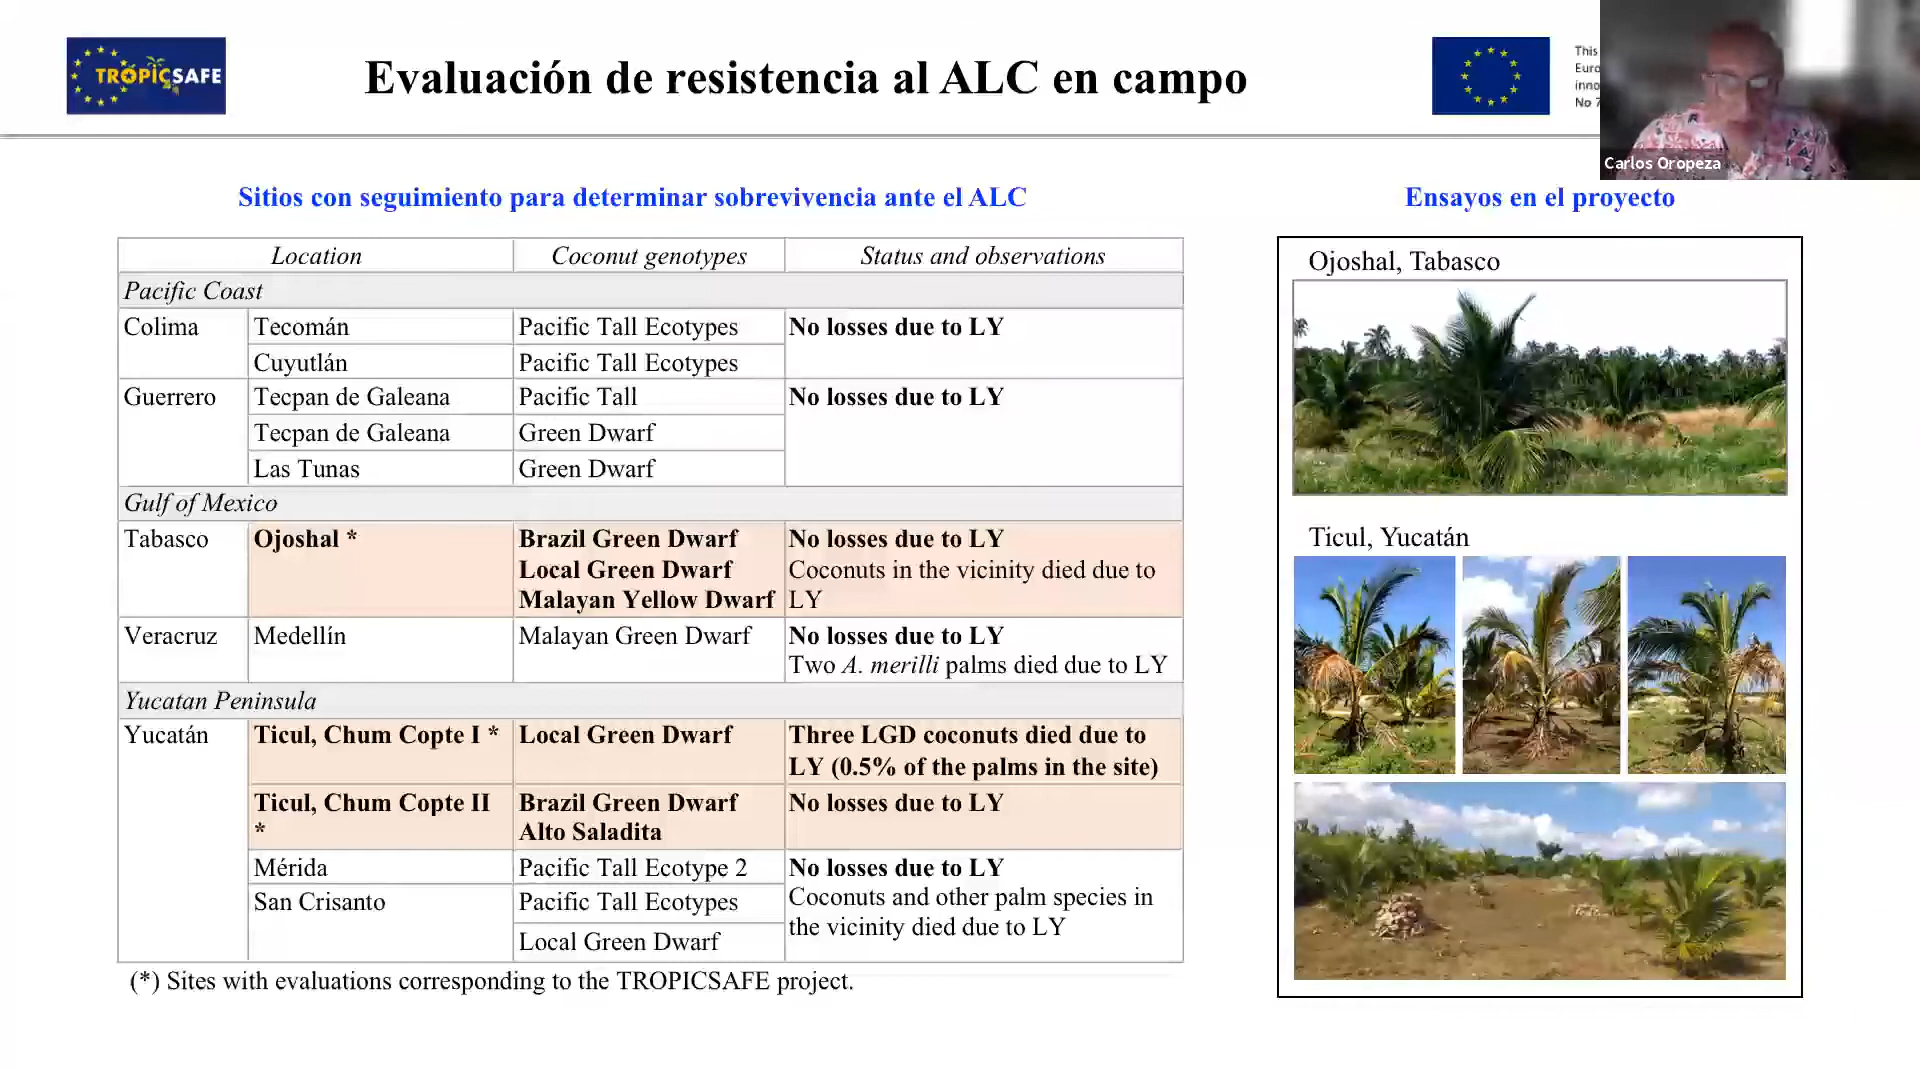 TROPICSAFE
Evaluación de resistencia al ALC en campo
This
Euro
inno
No 7
Carlos Oropeza
Sitios con seguimiento para determinar sobrevivencia ante el ALC
Location Coconut genotypes Status and observations
Pacific Coast
Colima Tecomán Pacific Tall Ecotypes No losses due to LY
Cuyutlán Pacific Tall Ecotypes
Guerrero Tecpan de Galeana Pacific Tall No losses due to LY
Tecpan de Galeana Green Dwarf
Las Tunas Green Dwarf
Gulf of Mexico
Tabasco Ojoshal * Brazil Green Dwarf No losses due to LY
Local Green Dwarf Coconuts in the vicinity died due to
Malayan Yellow Dwarf LY
Veracruz Medellín Malayan Green Dwarf No losses due to LY
Two A. merilli palms died due to LY
Yucatan Peninsula
Yucatán Ticul, Chum Copte I * Local Green Dwarf Three LGD coconuts died due to
LY (0.5% of the palms in the site)
Ticul, Chum Copte II Brazil Green Dwarf No losses due to LY
* Alto Saladita
Mérida Pacific Tall Ecotype 2 No losses due to LY
San Crisanto Pacific Tall Ecotypes Coconuts and other palm species in
the vicinity died due to LY
Local Green Dwarf
(*) Sites with evaluations corresponding to the TROPICSAFE project.
Ensayos en el proyecto
Ojoshal, Tabasco
Ticul, Yucatán